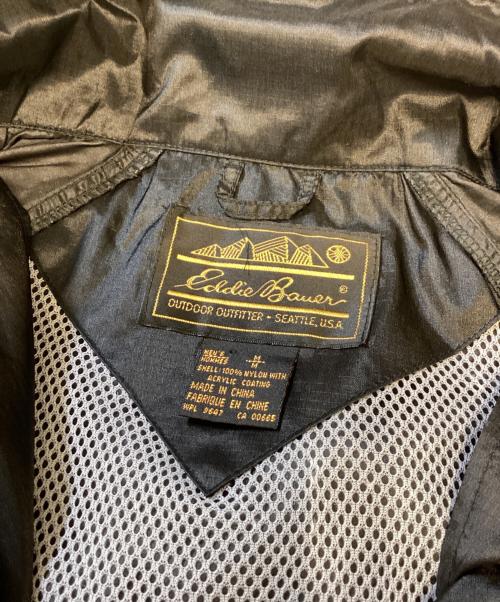 Eddie Bauer ®
OUTDOOR OUTFITTER - SEATTLE, U.S.A.
MEN'S M
HOMMES M
SHELL: 100% NYLON WITH
ACRYLIC COATING
MADE IN CHINA
FABRIQUE EN CHINE
WPL 9647 CA 00665